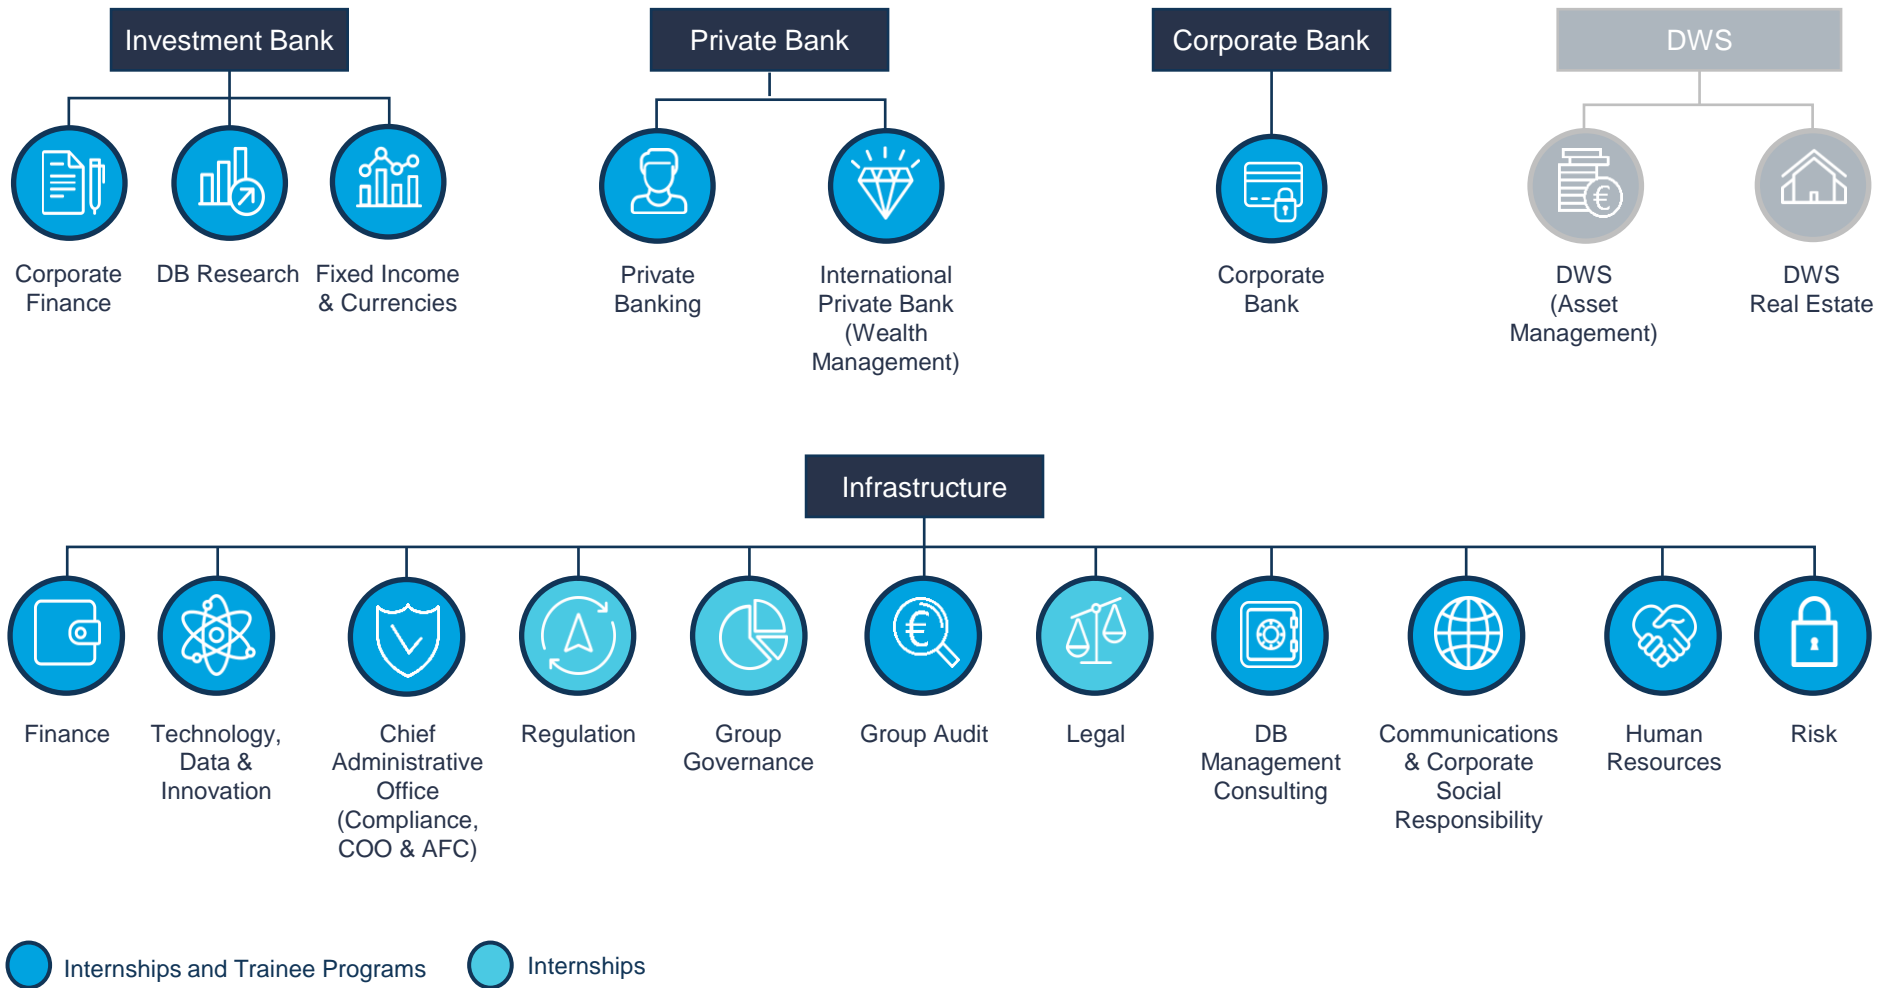 Investment Bank
Private Bank
Corporate Bank
DWS
€
Corporate
Finance
DB Research
Fixed Income
& Currencies
Private
Banking
International
Private Bank
(Wealth
Management)
Corporate
Bank
DWS
(Asset
Management)
DWS
Real Estate
Infrastructure
€
Finance
Technology,
Data &
Innovation
Chief
Administrative
Office
(Compliance,
COO & AFC)
Regulation
Group
Governance
Group Audit
Legal
DB
Management
Consulting
Communications
& Corporate
Social
Responsibility
Human
Resources
Risk
Internships and Trainee Programs
Internships